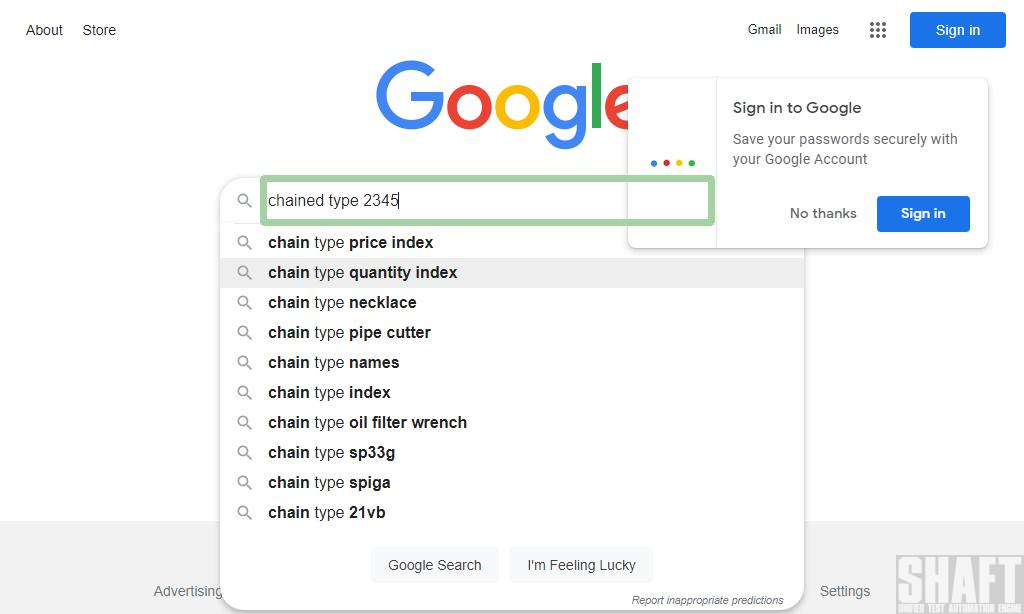 About Store Gmail Images Sign in
Google
Sign in to Google
Save your passwords securely with
your Google Account
No thanks Sign in
chained type 2345
chain type price index
chain type quantity index
chain type necklace
chain type pipe cutter
chain type names
chain type index
chain type oil filter wrench
chain type sp33g
chain type spiga
chain type 21vb
Google Search I'm Feeling Lucky
Report inappropriate predictions
Advertising Settings
SHAFT
UNIFIED TEST AUTOMATION ENGINE